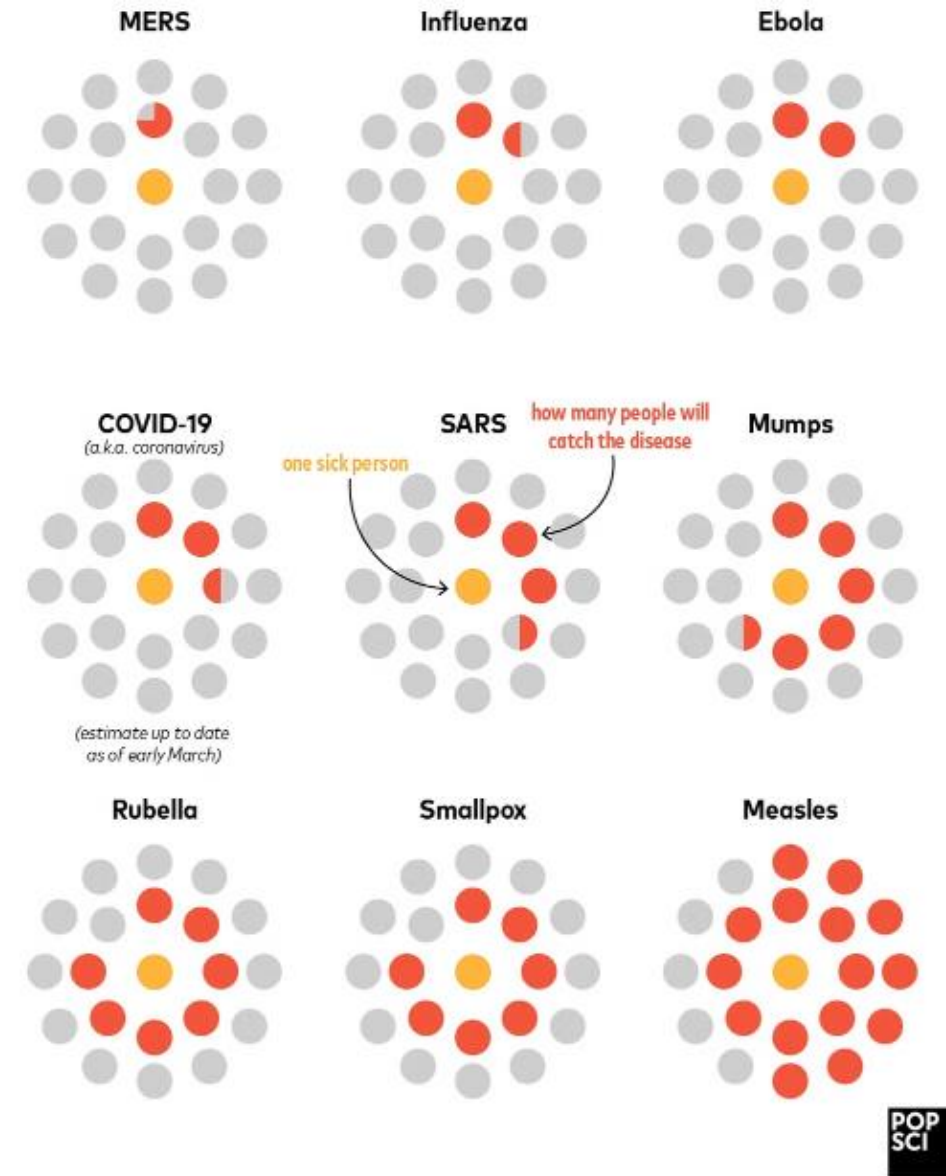 MERS
Influenza
Ebola
COVID-19
(a.k.a. coronavirus)
one sick person
SARS
how many people will
catch the disease
Mumps
(estimate up to date
as of early March)
Rubella
Smallpox
Measles
POP
SCI